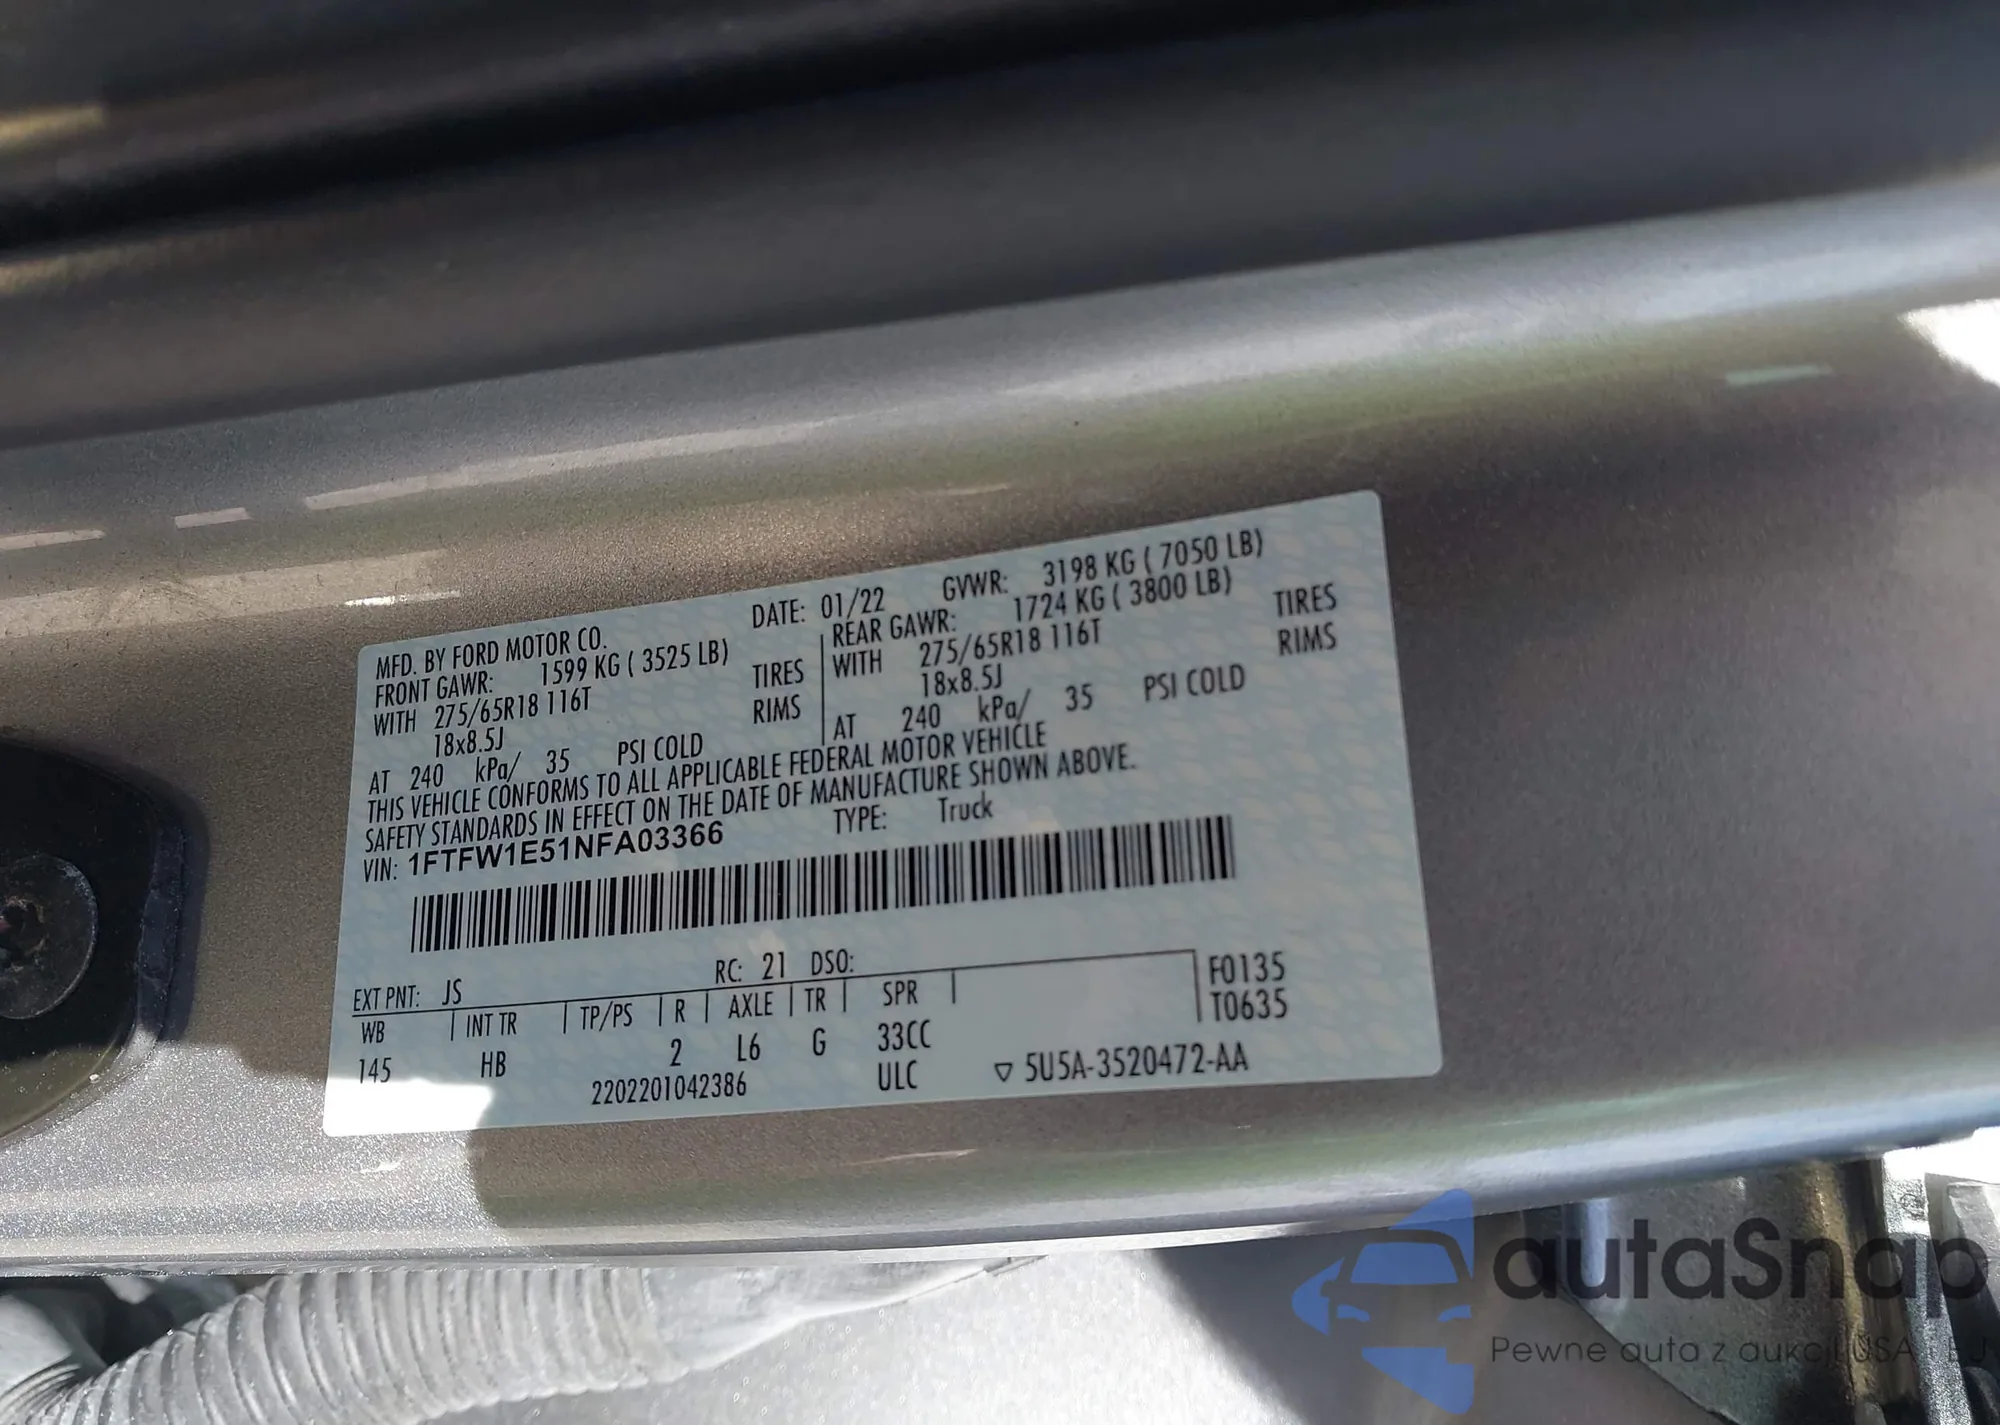 MFD. BY FORD MOTOR CO. DATE: 01/22 GVWR: 3198 KG ( 7050 LB)
FRONT GAWR: 1599 KG ( 3525 LB) REAR GAWR: 1724 KG ( 3800 LB)
WITH 275/65R18 116T TIRES WITH 275/65R18 116T TIRES
18x8.5J RIMS 18x8.5J RIMS
AT 240 kPa/ 35 PSI COLD AT 240 kPa/ 35 PSI COLD
THIS VEHICLE CONFORMS TO ALL APPLICABLE FEDERAL MOTOR VEHICLE
SAFETY STANDARDS IN EFFECT ON THE DATE OF MANUFACTURE SHOWN ABOVE.
VIN: 1FTFW1E51NFA03366 TYPE: Truck
EXT PNT: JS RC: 21 DSO: F0135
WB INT TR TP/PS R AXLE TR SPR T0635
145 HB 2 L6 G 33CC
2202201042386 ULC 5U5A-3520472-AA
autaSnap
Pewne auta z aukcji USA i EU